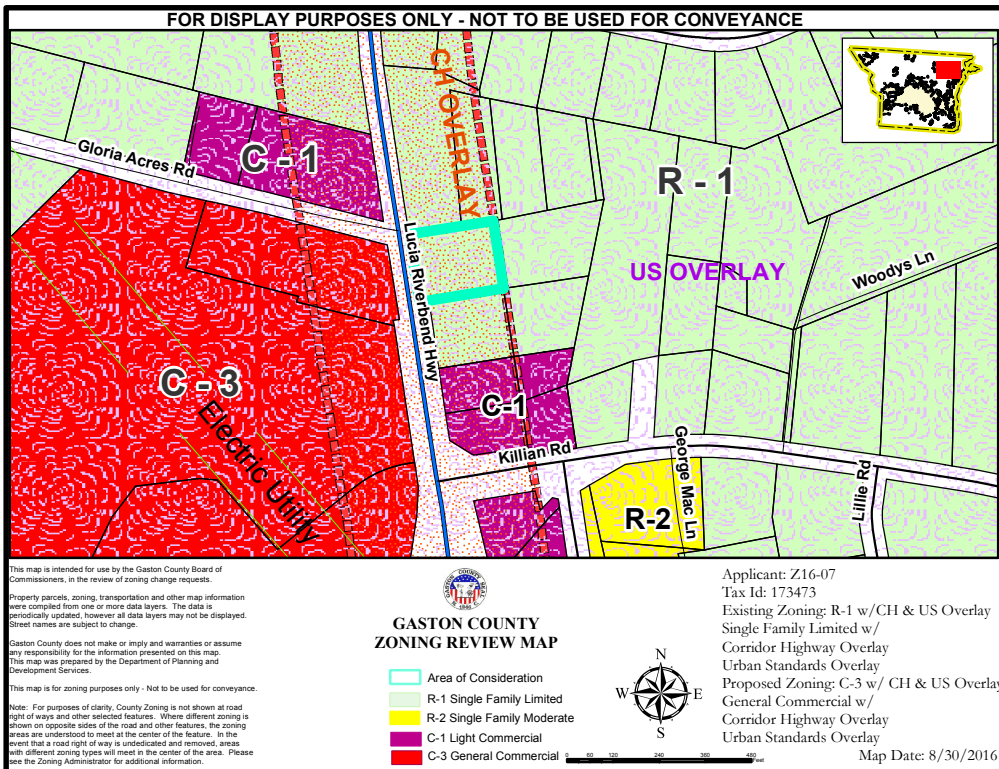 FOR DISPLAY PURPOSES ONLY - NOT TO BE USED FOR CONVEYANCE
CH OVERLAY
C - 1
Gloria Acres Rd
R - 1
Lucia Riverbend Hwy
US OVERLAY
Woodys Ln
C - 3
Electric Utility
C-1
Killian Rd
George Mac Ln
R-2
Lillie Rd
This map is intended for use by the Gaston County Board of
Commissioners, in the review of zoning change requests.
Property parcels, zoning, transportation and other map information
were compiled from one or more data layers. The data is
periodically updated, however all data layers may not be displayed.
Street names are subject to change.
Gaston County does not make or imply and warranties or assume
any responsibility for the information presented on this map.
This map was prepared by the Department of Planning and
Development Services.
This map is for zoning purposes only - Not to be used for conveyance.
Note: For purposes of clarity, County Zoning is not shown at road
right of ways and other selected features. Where different zoning is
shown on opposite sides of the road and other features, the zoning
areas are understood to meet at the center of the feature. In the
event that a road right of way is undedicated and removed, areas
with different zoning types will meet in the center of the area. Please
see the Zoning Administrator for additional information.
GASTON COUNTY
ZONING REVIEW MAP
Area of Consideration
R-1 Single Family Limited
R-2 Single Family Moderate
C-1 Light Commercial
C-3 General Commercial
N
W E
S
0 60 120 240 360 480
Feet
Applicant: Z16-07
Tax Id: 173473
Existing Zoning: R-1 w/CH & US Overlay
Single Family Limited w/
Corridor Highway Overlay
Urban Standards Overlay
Proposed Zoning: C-3 w/ CH & US Overlay
General Commercial w/
Corridor Highway Overlay
Urban Standards Overlay
Map Date: 8/30/2016